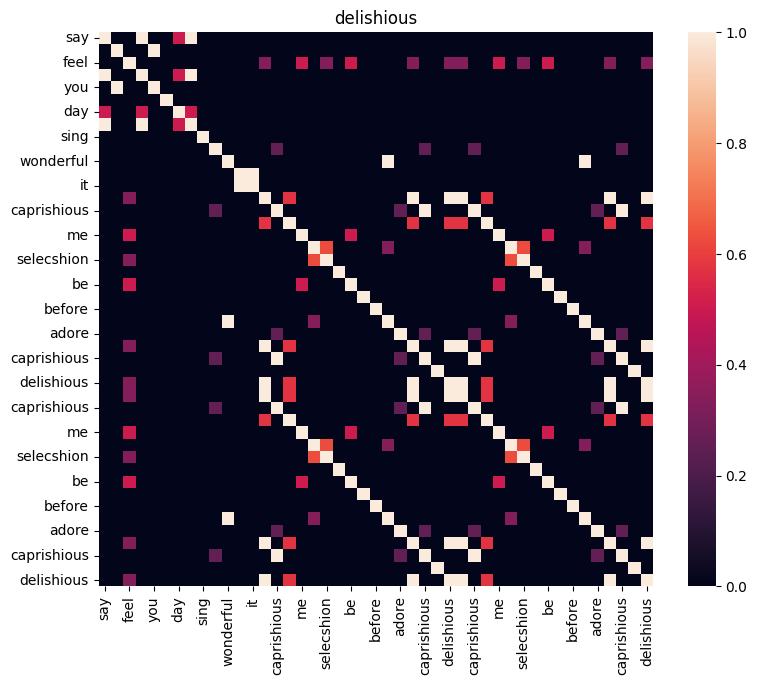 delishious
say
feel
you
day
sing
wonderful
it
caprishious
me
selecshion
be
before
adore
caprishious
delishious
caprishious
me
selecshion
be
before
adore
caprishious
delishious
1.0
0.8
0.6
0.4
0.2
0.0
say
feel
you
day
sing
wonderful
it
caprishious
me
selecshion
be
before
adore
caprishious
delishious
caprishious
me
selecshion
be
before
adore
caprishious
delishious